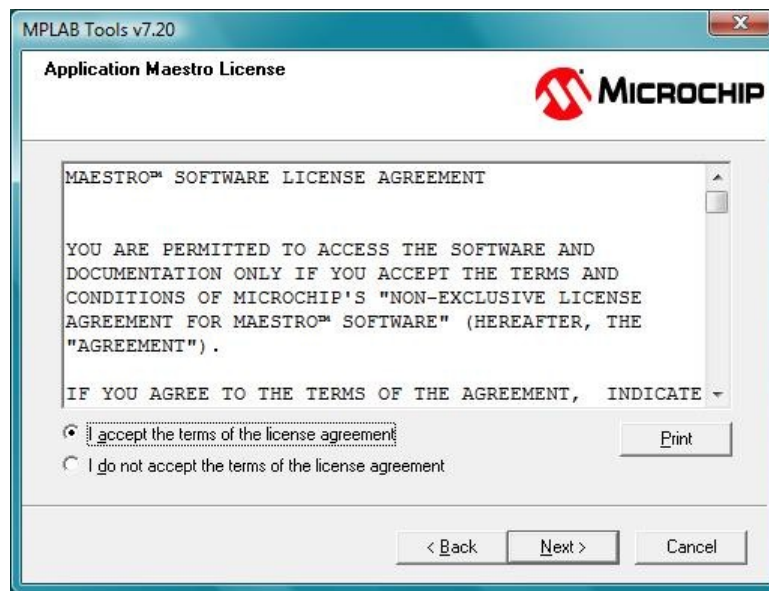 MPLAB Tools v7.20
Application Maestro License
MICROCHIP
MAESTRO™ SOFTWARE LICENSE AGREEMENT
YOU ARE PERMITTED TO ACCESS THE SOFTWARE AND
DOCUMENTATION ONLY IF YOU ACCEPT THE TERMS AND
CONDITIONS OF MICROCHIP'S "NON-EXCLUSIVE LICENSE
AGREEMENT FOR MAESTRO™ SOFTWARE" (HEREAFTER, THE
"AGREEMENT").
IF YOU AGREE TO THE TERMS OF THE AGREEMENT,  INDICATE
I accept the terms of the license agreement
Print
I do not accept the terms of the license agreement
< Back
Next >
Cancel